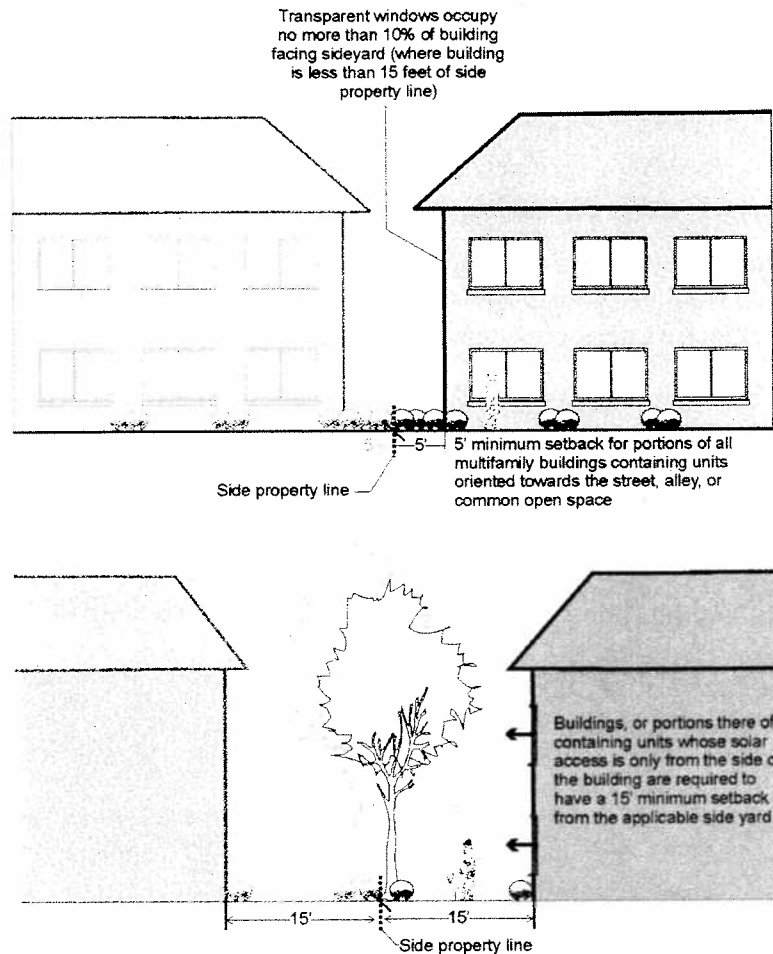 Transparent windows occupy
no more than 10% of building
facing sideyard (where building
is less than 15 feet of side
property line)
5' 5'
5' minimum setback for portions of all
multifamily buildings containing units
oriented towards the street, alley, or
common open space
Side property line
Buildings, or portions there of
containing units whose solar
access is only from the side o
the building are required to
have a 15' minimum setback
from the applicable side yard
15' 15'
Side property line